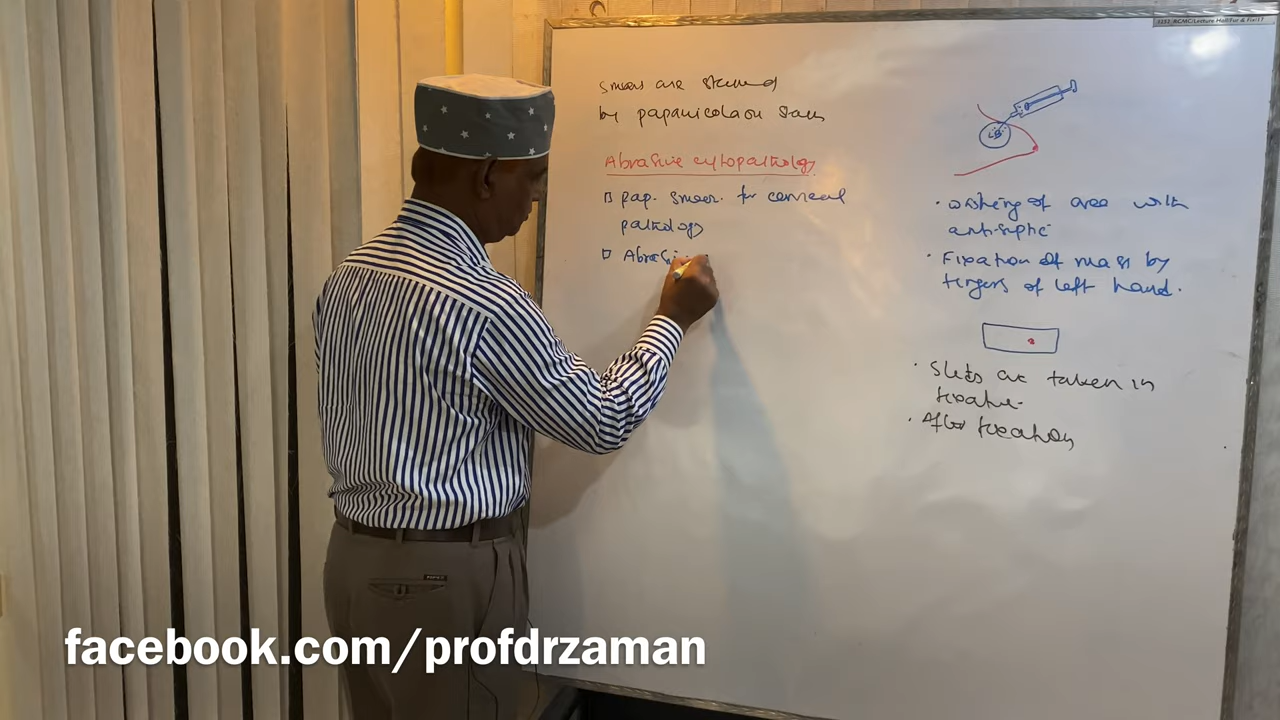 Smears are stained
by papanicolaou stain
Abrasive cytopathology
pap. smear for cervical
pathology
Abrasi
washing of area with
antiseptic
Fixation of mass by
fingers of left hand.
Slides are taken in
fixative
After fixation
facebook.com/profdrzaman